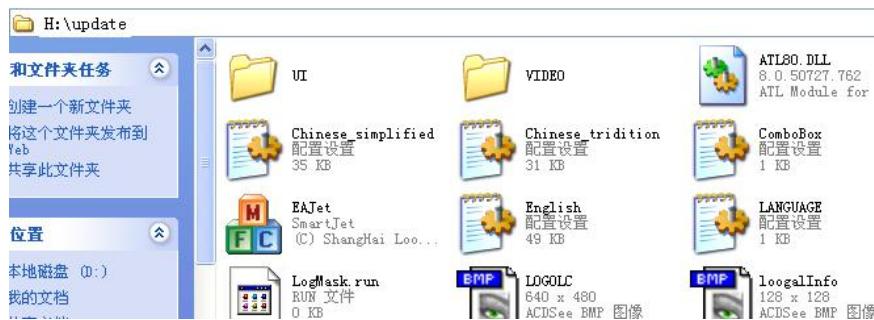 H:\update
和文件夹任务
创建一个新文件夹
将这个文件夹发布到
Web
共享此文件夹
位置
本地磁盘 (D:)
我的文档
UI
VIDEO
ATL80.DLL
8.0.50727.762
ATL Module for
Chinese_simplified
配置设置
35 KB
Chinese_tridition
配置设置
31 KB
ComboBox
配置设置
1 KB
EAJet
SmartJet
(C) ShangHai Loo...
English
配置设置
49 KB
LANGUAGE
配置设置
1 KB
LogMask.run
RUN 文件
0 KB
BMP
LOGOLC
640 x 480
ACDSee BMP 图像
BMP
loogalInfo
128 x 128
ACDSee BMP 图像
M
F C